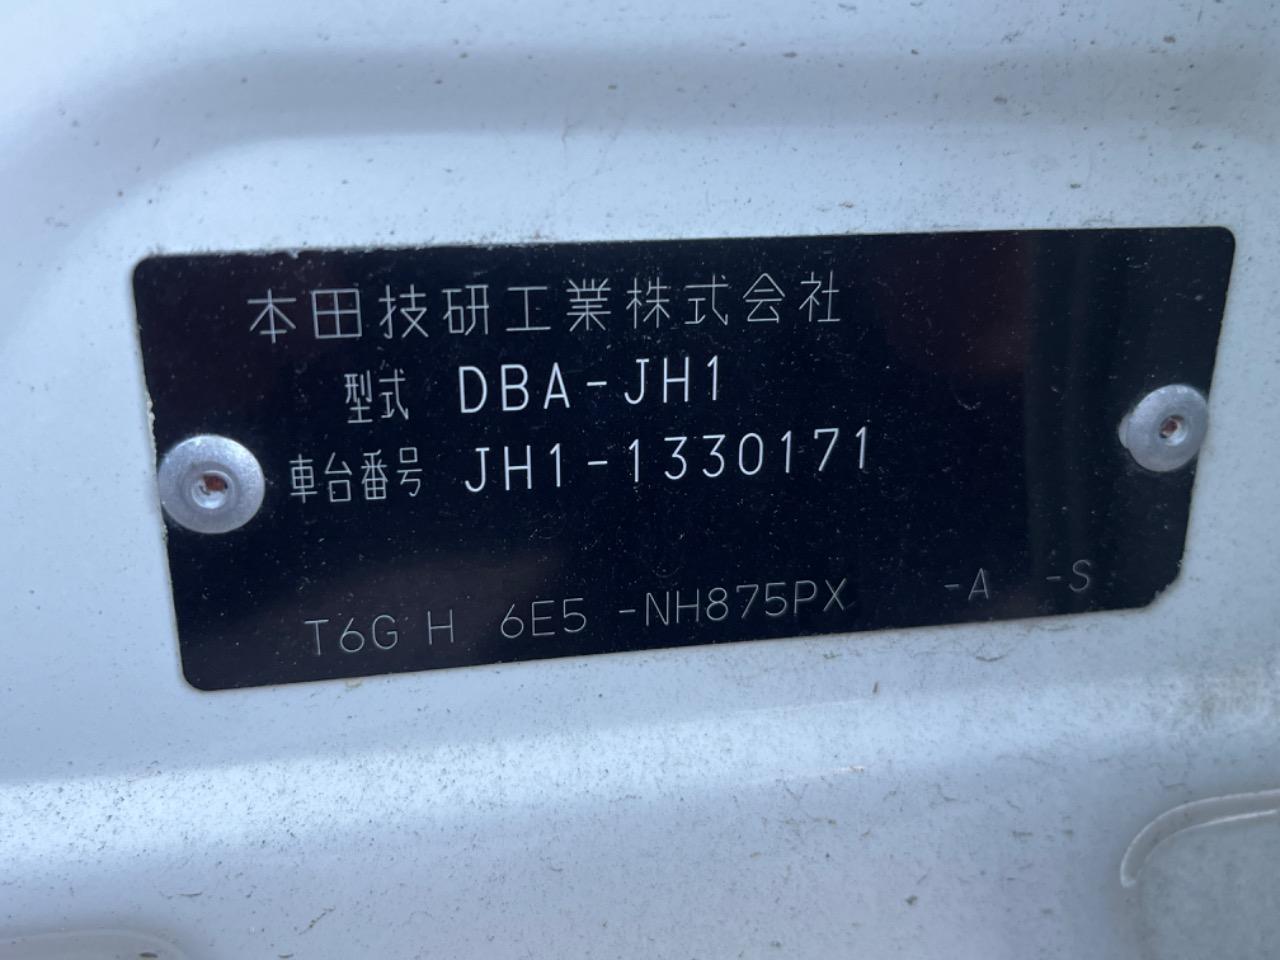 本田技研工業株式会社
型式 DBA-JH1
車台番号 JH1-1330171
T6G H 6E5 -NH875PX -A -S